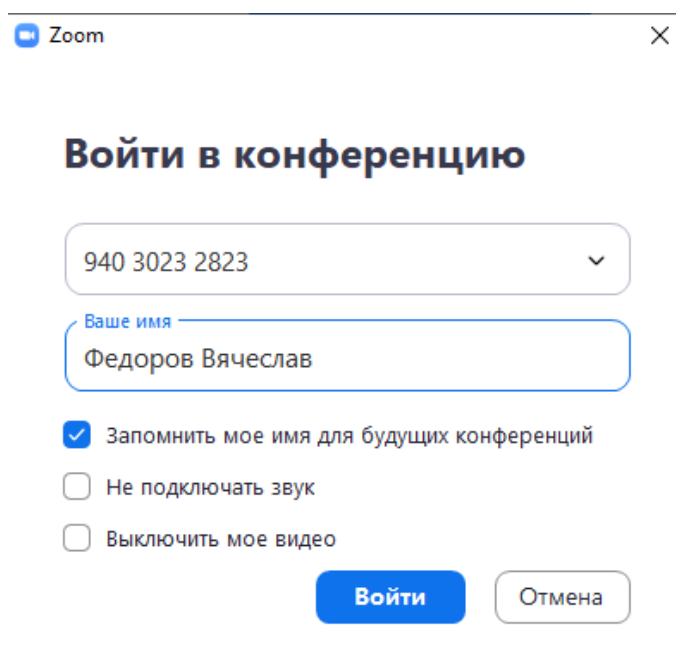 Zoom
Войти в конференцию
940 3023 2823
Ваше имя
Федоров Вячеслав
Запомнить мое имя для будущих конференций
Не подключать звук
Выключить мое видео
Войти Отмена